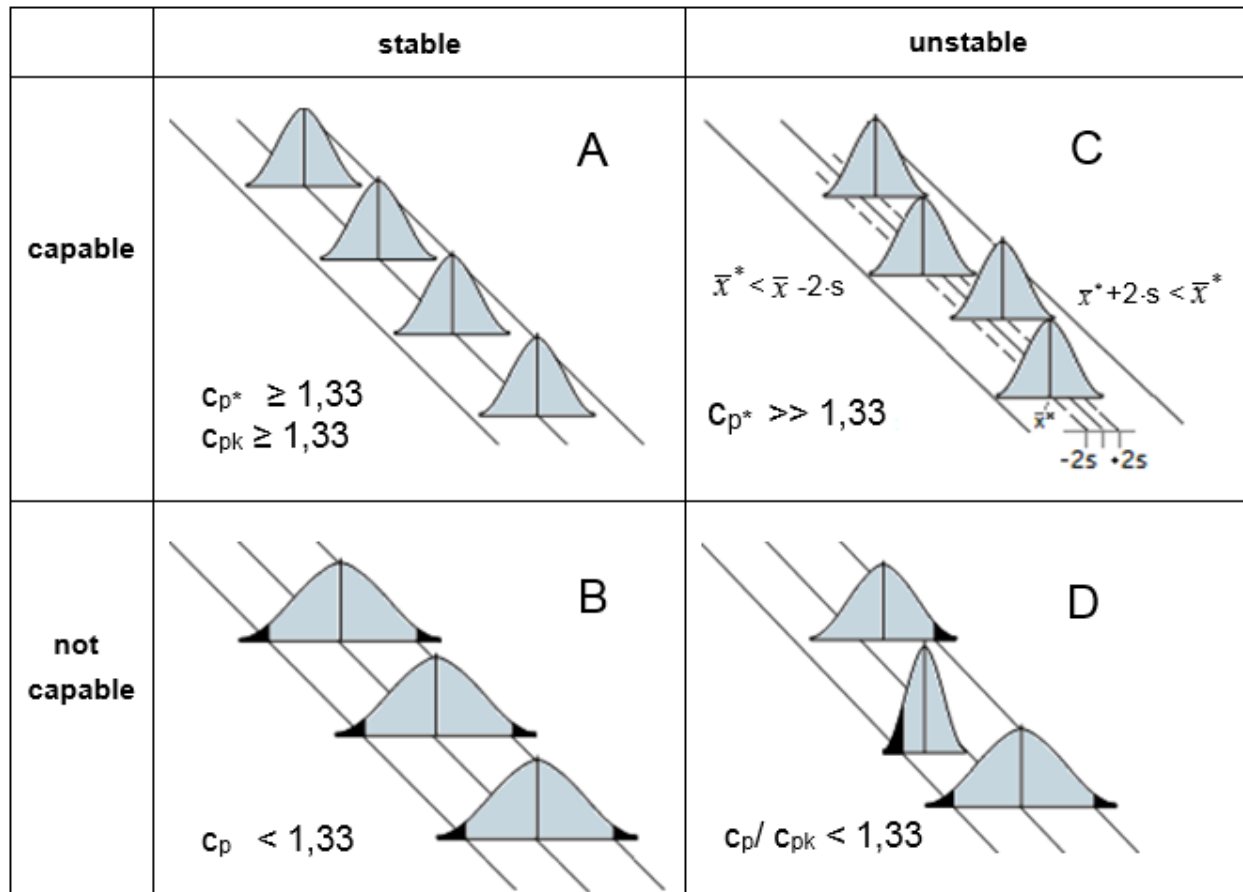 stable
unstable
capable
A
cp* ≥ 1,33
cpk ≥ 1,33
C
x̄* < x̄ -2·s
x̄*+2·s < x̄*
cp* >> 1,33
x̄*
-2s
+2s
not
capable
B
cp < 1,33
D
cp/ cpk < 1,33